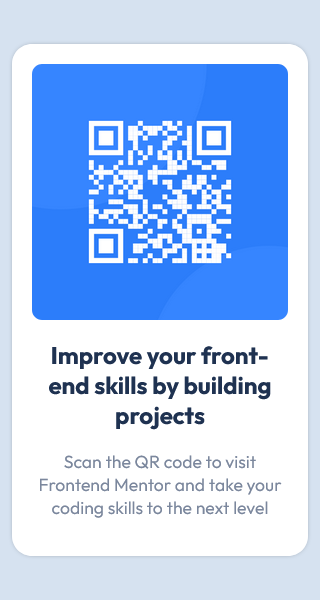 Improve your front-
end skills by building
projects
Scan the QR code to visit
Frontend Mentor and take your
coding skills to the next level